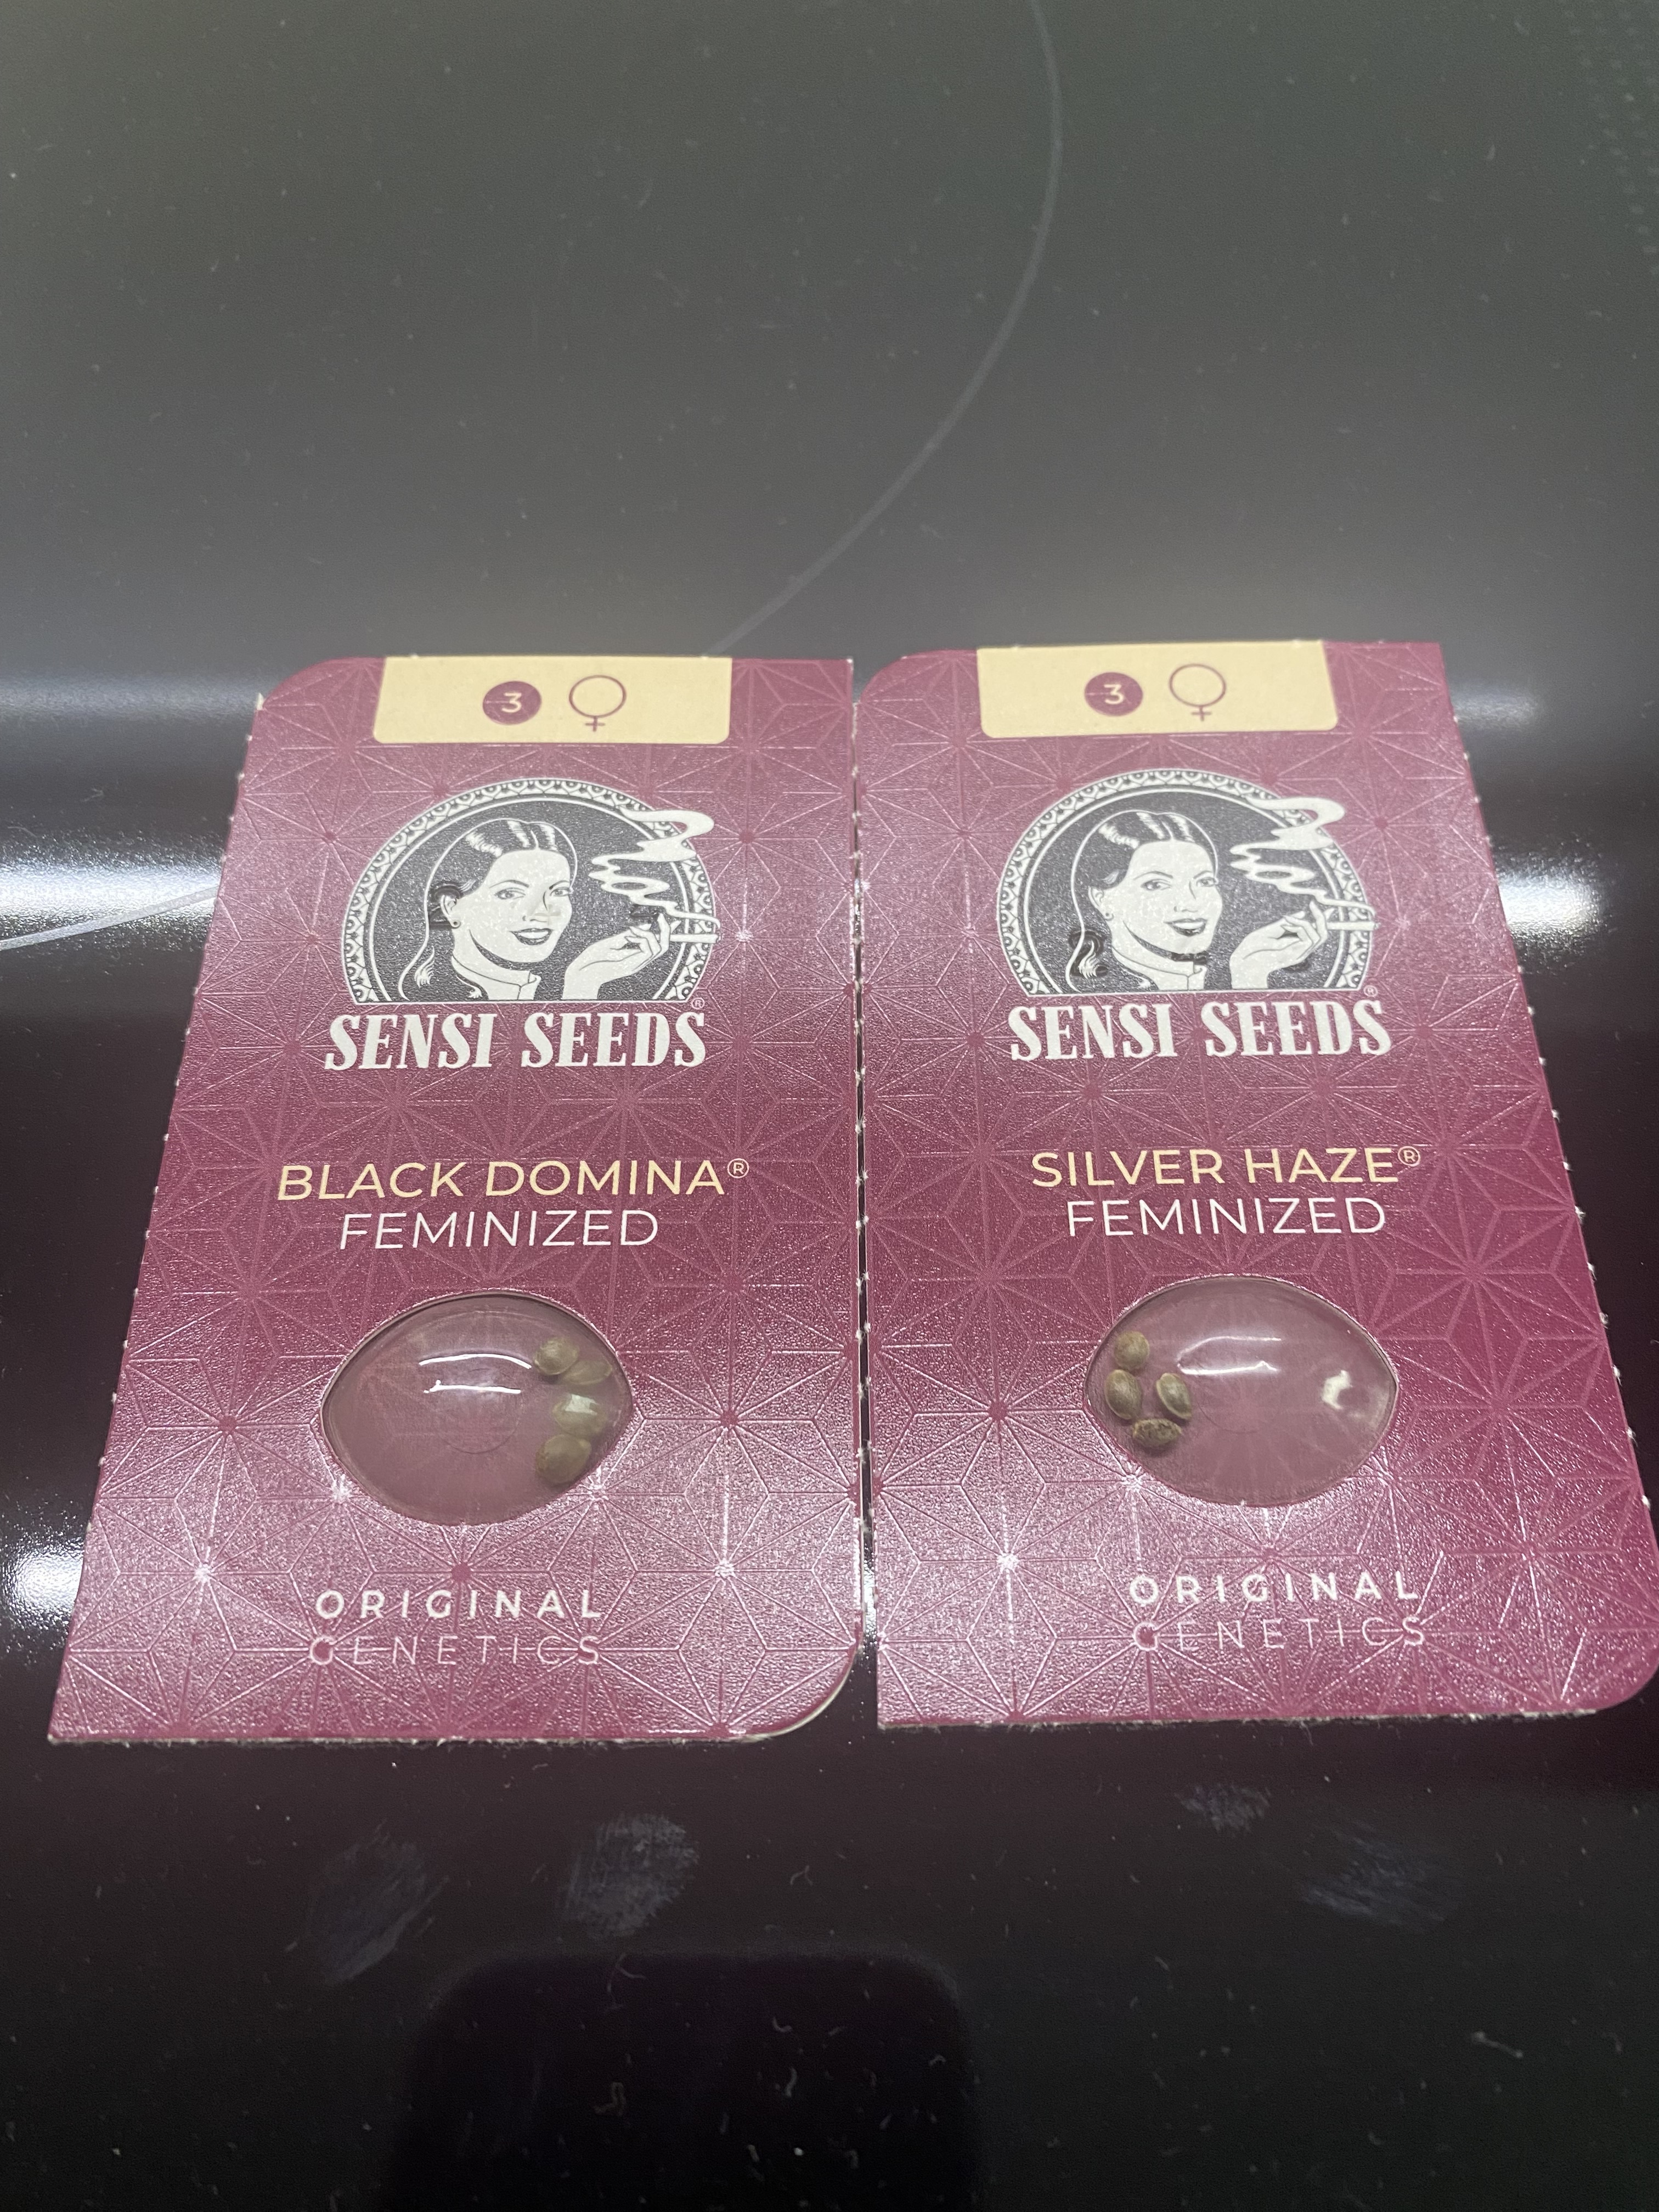 3
SENSI SEEDS®
BLACK DOMINA®
FEMINIZED
ORIGINAL
GENETICS
3
SENSI SEEDS®
SILVER HAZE®
FEMINIZED
ORIGINAL
GENETICS